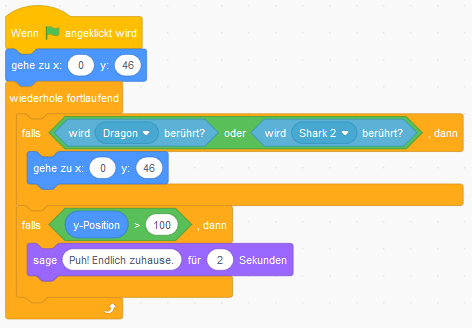 Wenn angeklickt wird
gehe zu x: 0 y: 46
wiederhole fortlaufend
falls wird Dragon berührt? oder wird Shark 2 berührt? , dann
gehe zu x: 0 y: 46
falls y-Position > 100 , dann
sage Puh! Endlich zuhause. für 2 Sekunden